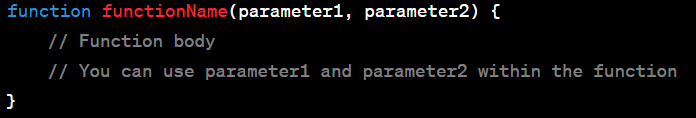 function functionName(parameter1, parameter2) {
    // Function body
    // You can use parameter1 and parameter2 within the function
}